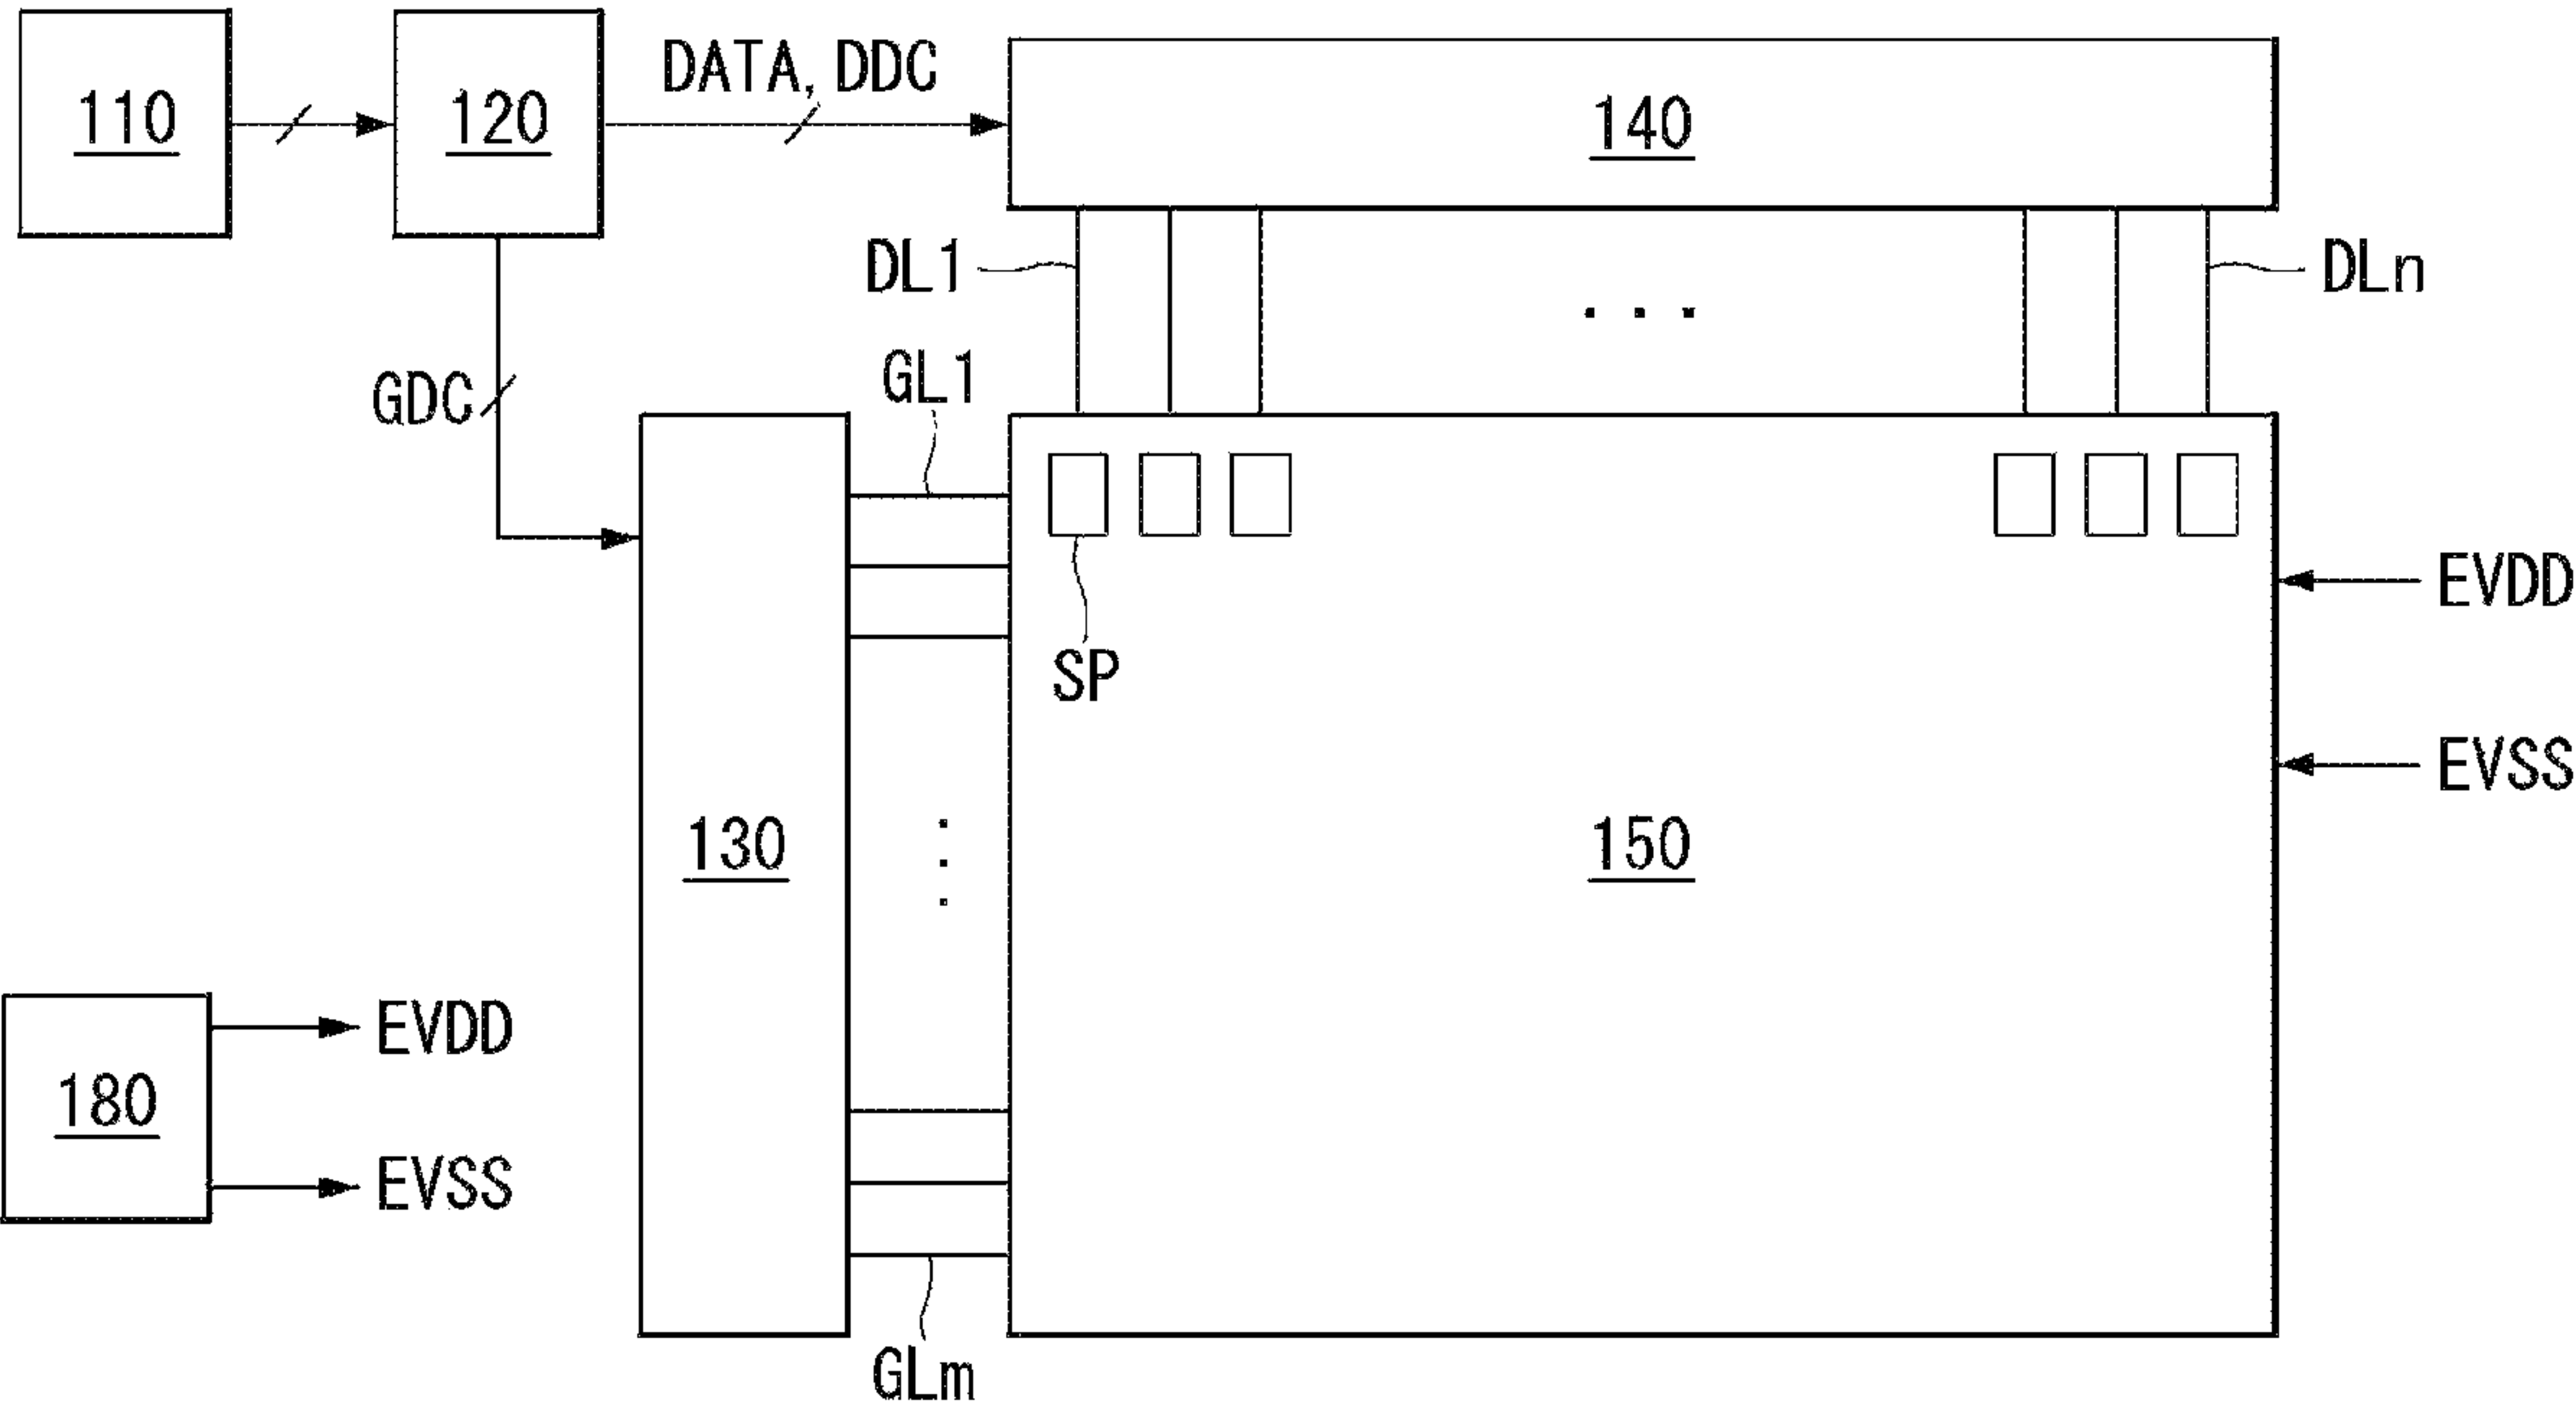 110
120
DATA, DDC
140
DL1
DLn
GDC
GL1
SP
EVDD
EVSS
130
150
180
EVDD
EVSS
GLm